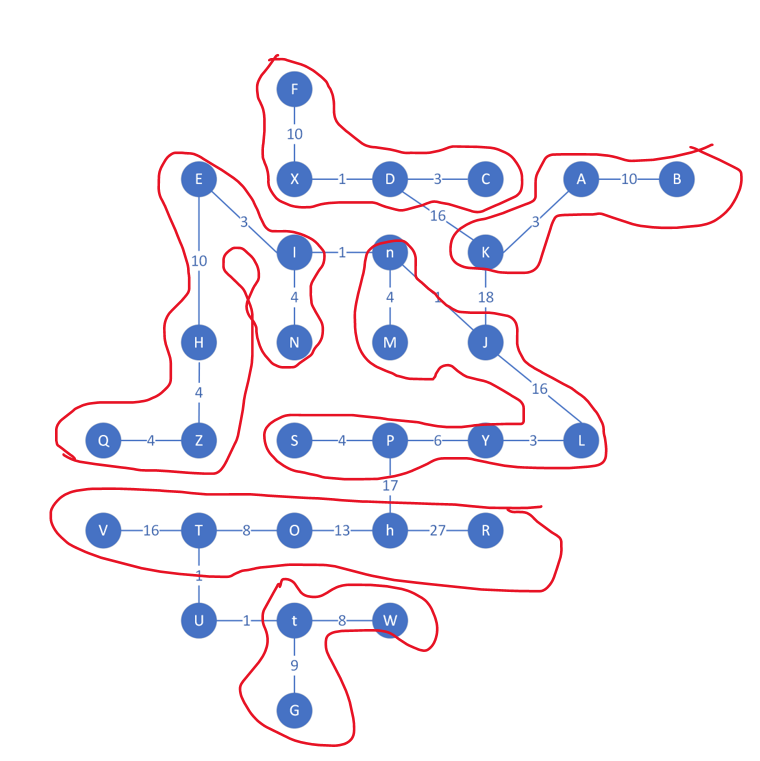 F
10
E X 1 D 3 C A 10 B
3 16 3
10 I 1 n K
4 4 1 18
H N M J
4 16
Q 4 Z S 4 P 6 Y 3 L
17
V 16 T 8 O 13 h 27 R
1
U 1 t 8 W
9
G